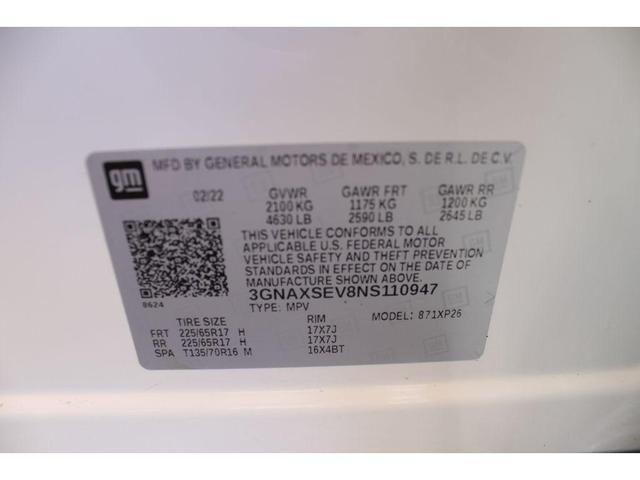 gm
MFD BY GENERAL MOTORS DE MEXICO, S. DE R.L. DE C.V.
02/22 GVWR GAWR FRT GAWR RR
2100 KG 1175 KG 1200 KG
4630 LB 2590 LB 2645 LB
THIS VEHICLE CONFORMS TO ALL
APPLICABLE U.S. FEDERAL MOTOR
VEHICLE SAFETY AND THEFT PREVENTION
STANDARDS IN EFFECT ON THE DATE OF
MANUFACTURE SHOWN ABOVE.
3GNAXSEV8NS110947
8624 TYPE: MPV MODEL: 871XP26
TIRE SIZE RIM
FRT 225/65R17 H 17X7J
RR 225/65R17 H 17X7J
SPA T135/70R16 M 16X4BT